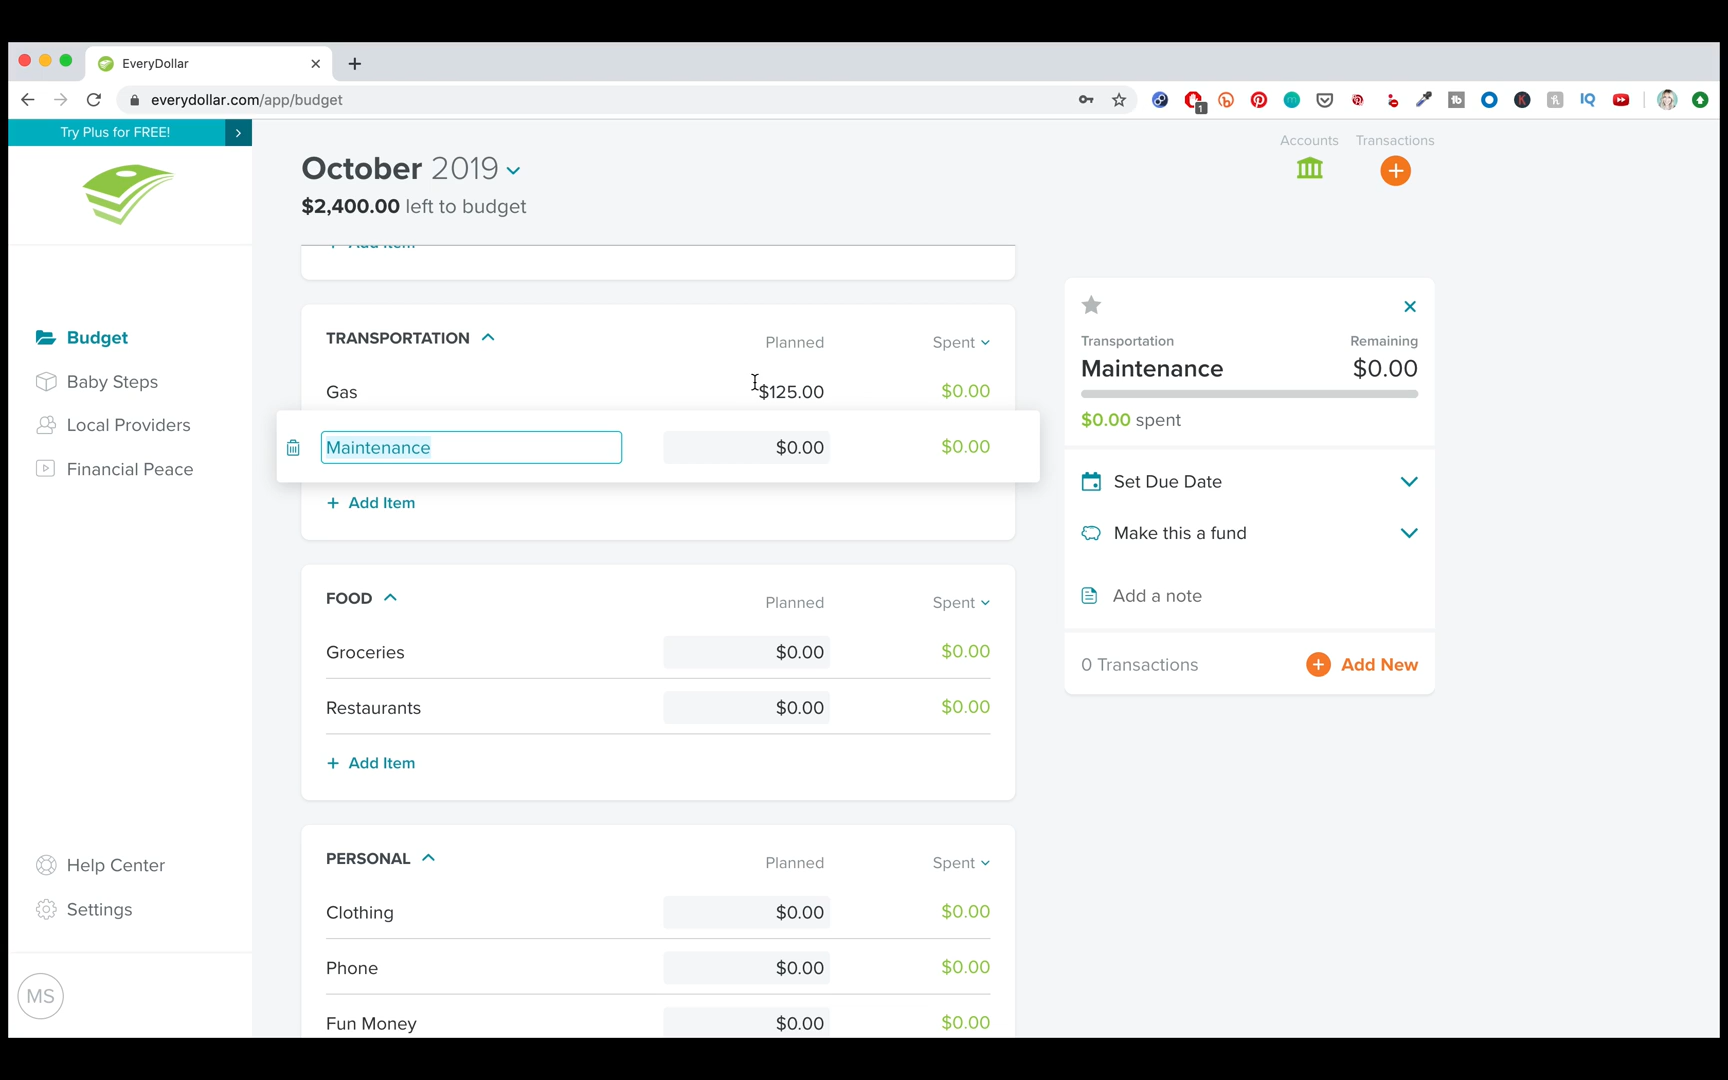 EveryDollar
everydollar.com/app/budget
1
Try Plus for FREE!
October 2019
$2,400.00 left to budget
Accounts
Transactions
Budget
Baby Steps
Local Providers
Financial Peace
Help Center
Settings
MS
+ Add Item
TRANSPORTATION Planned Spent
Gas $125.00 $0.00
Maintenance $0.00 $0.00
+ Add Item
FOOD Planned Spent
Groceries $0.00 $0.00
Restaurants $0.00 $0.00
+ Add Item
PERSONAL Planned Spent
Clothing $0.00 $0.00
Phone $0.00 $0.00
Fun Money $0.00 $0.00
Transportation Remaining
Maintenance $0.00
$0.00 spent
Set Due Date
Make this a fund
Add a note
0 Transactions
Add New